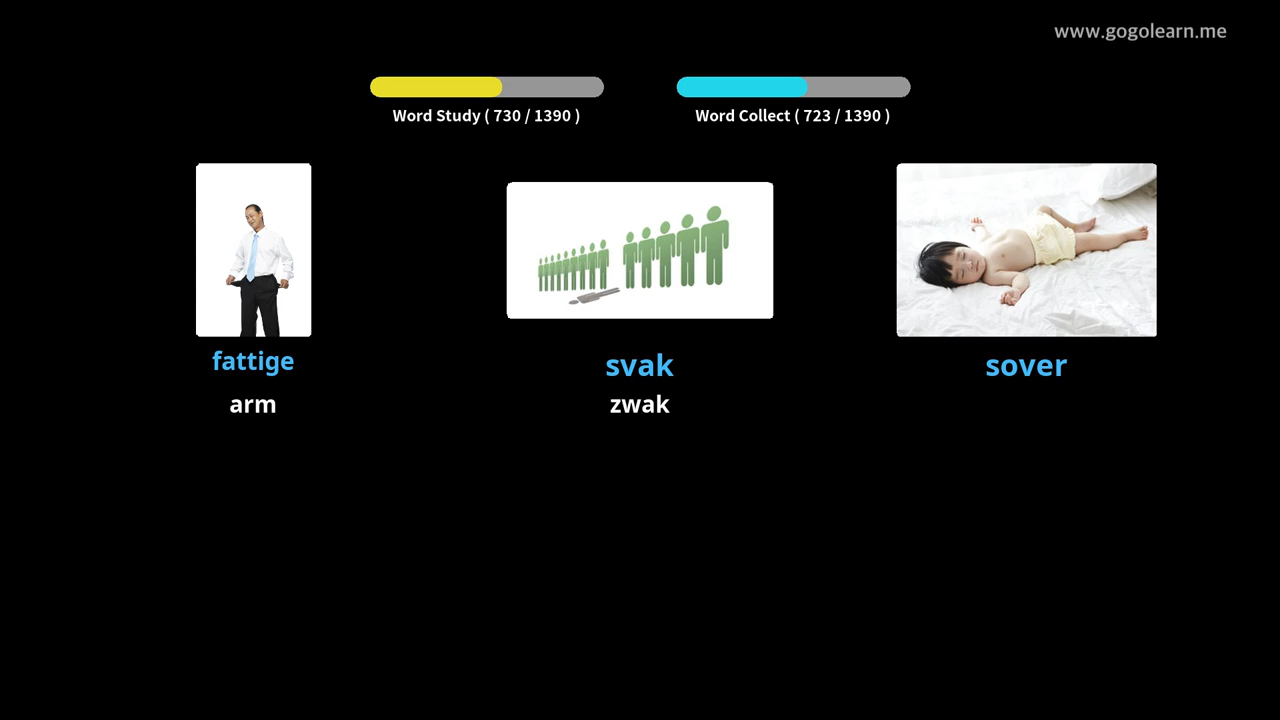 www.gogolearn.me
Word Study ( 730 / 1390 )
Word Collect ( 723 / 1390 )
fattige
svak
sover
arm
zwak